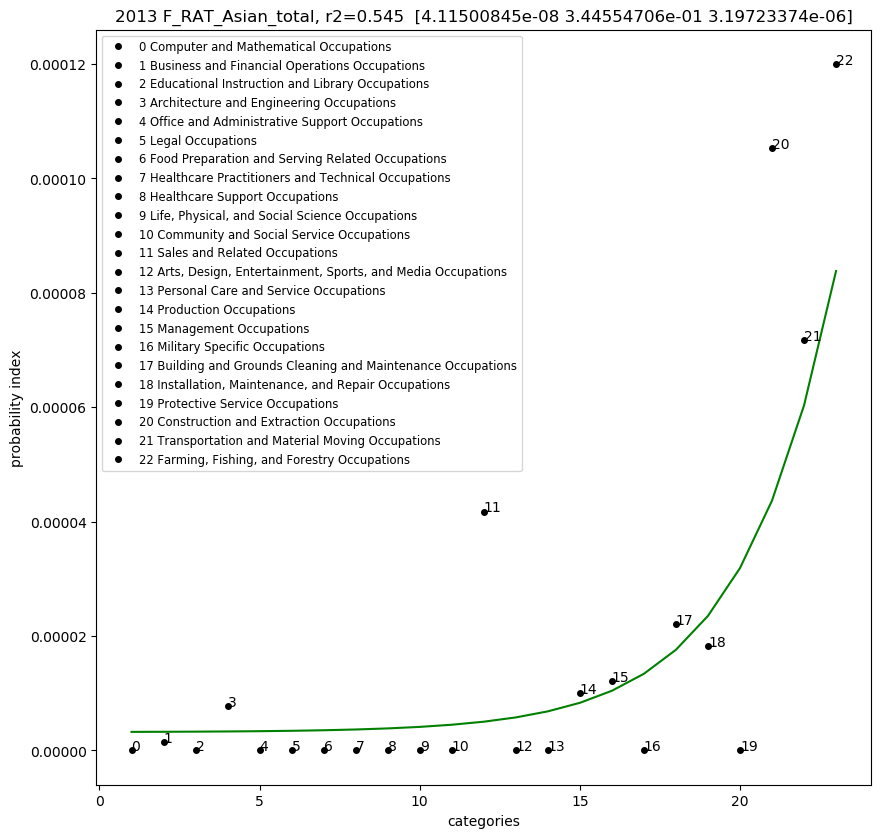 2013 F_RAT_Asian_total, r2=0.545  [4.11500845e-08 3.44554706e-01 3.19723374e-06]
0 Computer and Mathematical Occupations
1 Business and Financial Operations Occupations
2 Educational Instruction and Library Occupations
3 Architecture and Engineering Occupations
4 Office and Administrative Support Occupations
5 Legal Occupations
6 Food Preparation and Serving Related Occupations
7 Healthcare Practitioners and Technical Occupations
8 Healthcare Support Occupations
9 Life, Physical, and Social Science Occupations
10 Community and Social Service Occupations
11 Sales and Related Occupations
12 Arts, Design, Entertainment, Sports, and Media Occupations
13 Personal Care and Service Occupations
14 Production Occupations
15 Management Occupations
16 Military Specific Occupations
17 Building and Grounds Cleaning and Maintenance Occupations
18 Installation, Maintenance, and Repair Occupations
19 Protective Service Occupations
20 Construction and Extraction Occupations
21 Transportation and Material Moving Occupations
22 Farming, Fishing, and Forestry Occupations
probability index
0.00012
0.00010
0.00008
0.00006
0.00004
0.00002
0.00000
0
1
2
3
4
5
6
7
8
9
10
11
12
13
14
15
16
17
18
19
20
21
22
0 5 10 15 20
categories